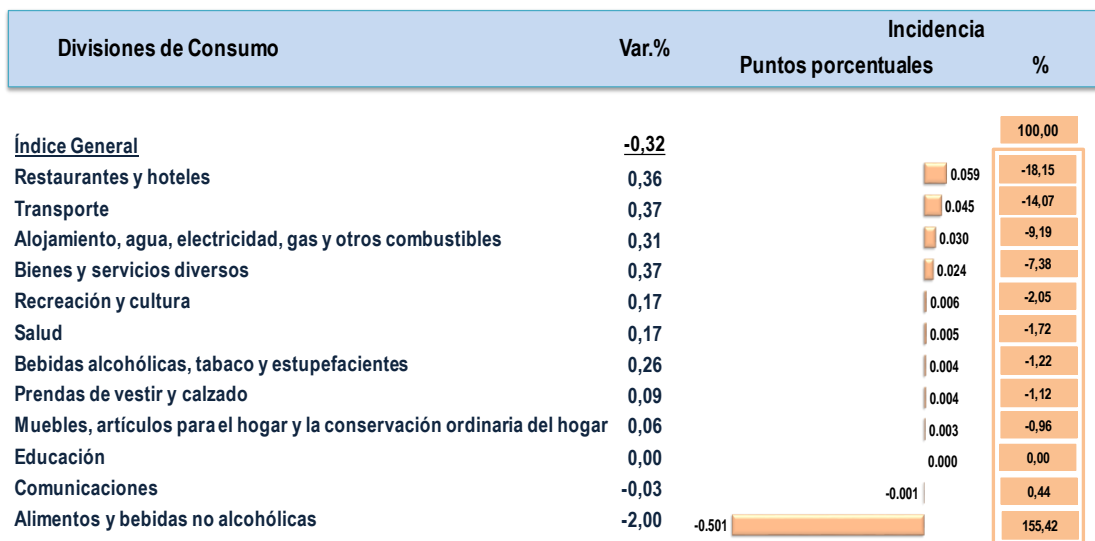 Divisiones de Consumo Var.% Incidencia
Puntos porcentuales %
Índice General -0,32 100,00
Restaurantes y hoteles 0,36 0.059 -18,15
Transporte 0,37 0.045 -14,07
Alojamiento, agua, electricidad, gas y otros combustibles 0,31 0.030 -9,19
Bienes y servicios diversos 0,37 0.024 -7,38
Recreación y cultura 0,17 0.006 -2,05
Salud 0,17 0.005 -1,72
Bebidas alcohólicas, tabaco y estupefacientes 0,26 0.004 -1,22
Prendas de vestir y calzado 0,09 0.004 -1,12
Muebles, artículos para el hogar y la conservación ordinaria del hogar 0,06 0.003 -0,96
Educación 0,00 0.000 0,00
Comunicaciones -0,03 -0.001 0,44
Alimentos y bebidas no alcohólicas -2,00 -0.501 155,42